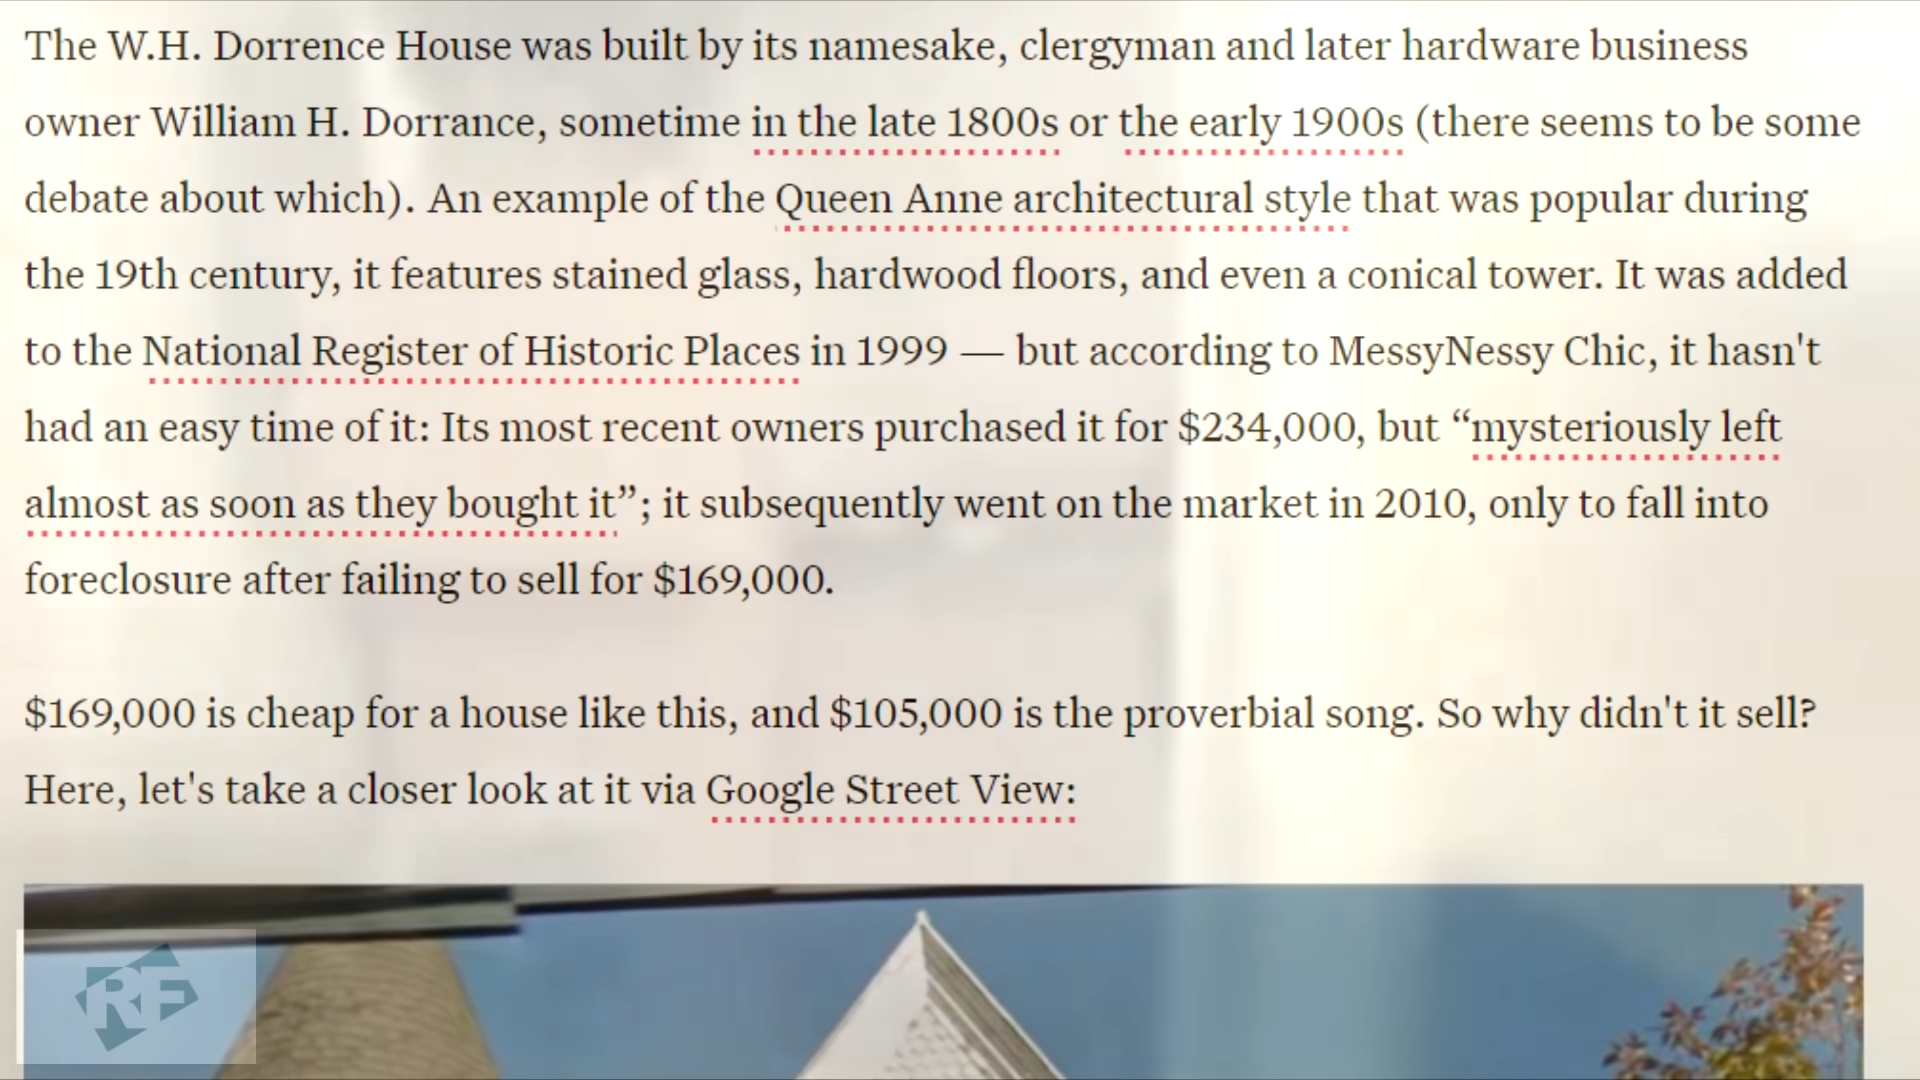 The W.H. Dorrence House was built by its namesake, clergyman and later hardware business
owner William H. Dorrance, sometime in the late 1800s or the early 1900s (there seems to be some
debate about which). An example of the Queen Anne architectural style that was popular during
the 19th century, it features stained glass, hardwood floors, and even a conical tower. It was added
to the National Register of Historic Places in 1999 — but according to MessyNessy Chic, it hasn't
had an easy time of it: Its most recent owners purchased it for $234,000, but “mysteriously left
almost as soon as they bought it”; it subsequently went on the market in 2010, only to fall into
foreclosure after failing to sell for $169,000.
$169,000 is cheap for a house like this, and $105,000 is the proverbial song. So why didn't it sell?
Here, let's take a closer look at it via Google Street View:
RF